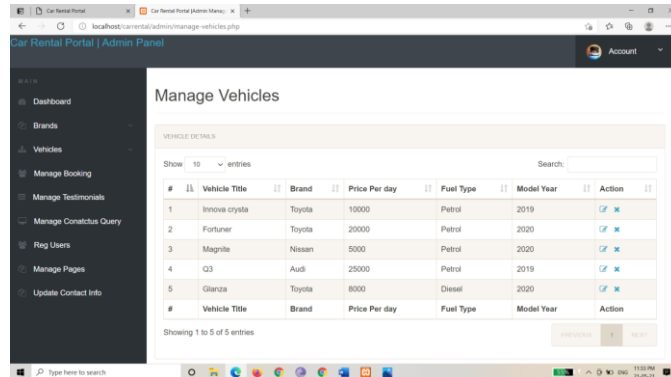 Car Rental Portal
Car Rental Portal |Admin Manag
localhost/carrental/admin/manage-vehicles.php
Car Rental Portal | Admin Panel
Account
MAIN
Dashboard
Brands
Vehicles
Manage Booking
Manage Testimonials
Manage Conatctus Query
Reg Users
Manage Pages
Update Contact Info
Manage Vehicles
VEHICLE DETAILS
Show 10 entries Search:
# Vehicle Title Brand Price Per day Fuel Type Model Year Action
1 Innova crysta Toyota 10000 Petrol 2019
2 Fortuner Toyota 20000 Petrol 2020
3 Magnite Nissan 5000 Petrol 2020
4 Q3 Audi 25000 Petrol 2019
5 Glanza Toyota 8000 Diesel 2020
# Vehicle Title Brand Price Per day Fuel Type Model Year Action
Showing 1 to 5 of 5 entries
PREVIOUS 1 NEXT
Type here to search
ENG
11:33 PM